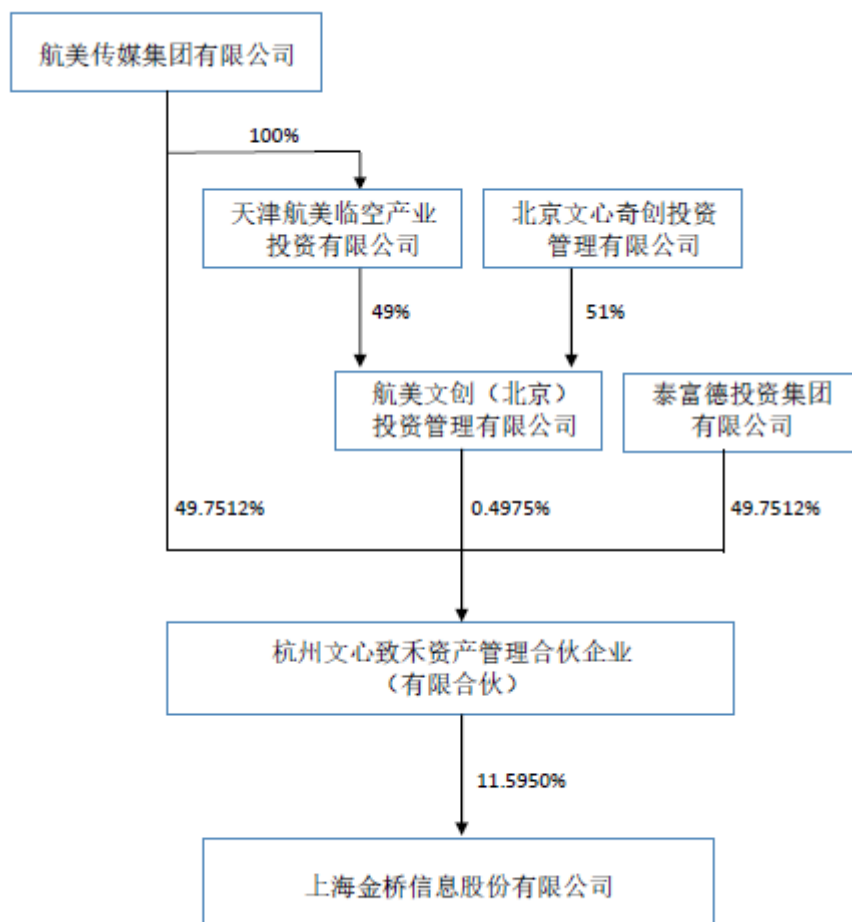 航美传媒集团有限公司
100%
天津航美临空产业
投资有限公司
北京文心奇创投资
管理有限公司
49%
51%
航美文创（北京）
投资管理有限公司
泰富德投资集团
有限公司
49.7512%
0.4975%
49.7512%
杭州文心致禾资产管理合伙企业
（有限合伙）
11.5950%
上海金桥信息股份有限公司